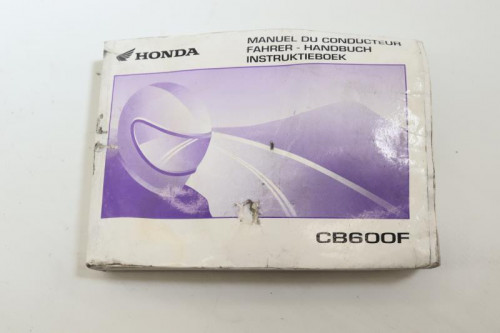 HONDA
MANUEL DU CONDUCTEUR
FAHRER - HANDBUCH
INSTRUKTIEBOEK
CB600F